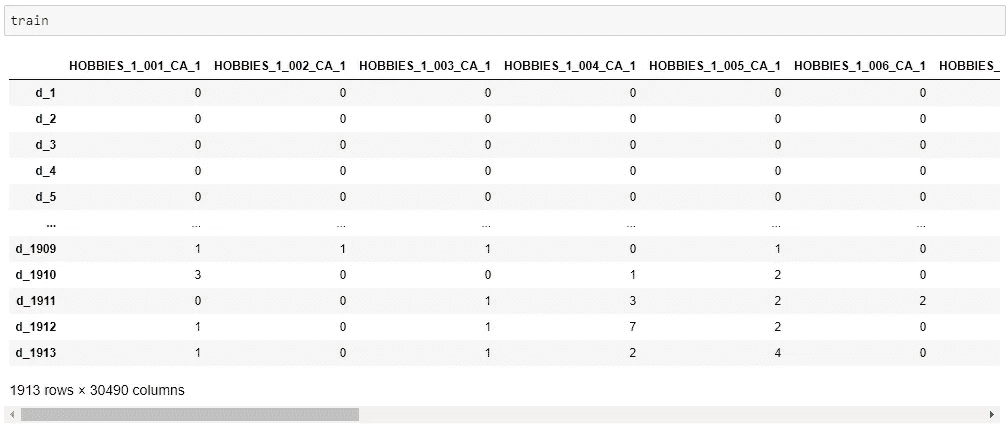 train
HOBBIES_1_001_CA_1 HOBBIES_1_002_CA_1 HOBBIES_1_003_CA_1 HOBBIES_1_004_CA_1 HOBBIES_1_005_CA_1 HOBBIES_1_006_CA_1 HOBBIES_
d_1 0 0 0 0 0 0
d_2 0 0 0 0 0 0
d_3 0 0 0 0 0 0
d_4 0 0 0 0 0 0
d_5 0 0 0 0 0 0
... ... ... ... ... ... ...
d_1909 1 1 1 0 1 0
d_1910 3 0 0 1 2 0
d_1911 0 0 1 3 2 2
d_1912 1 0 1 7 2 0
d_1913 1 0 1 2 4 0
1913 rows × 30490 columns